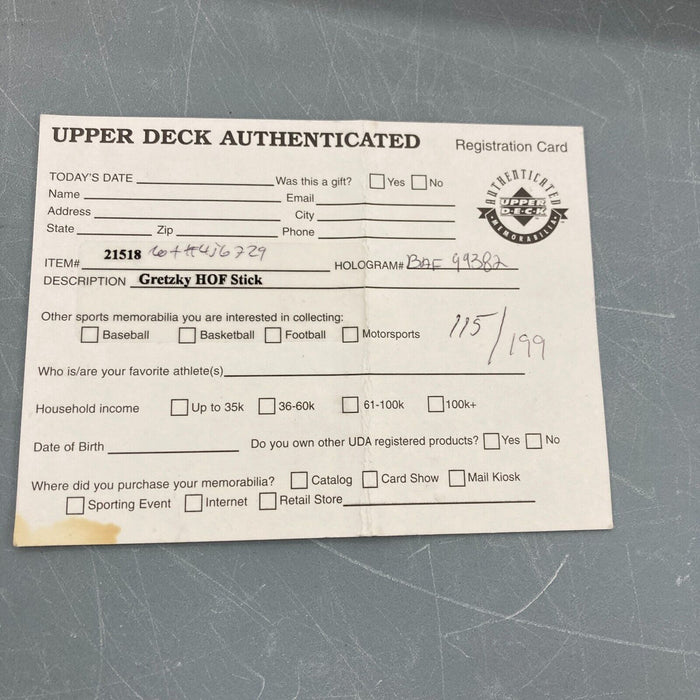 UPPER DECK AUTHENTICATED
Registration Card
TODAY'S DATE Was this a gift? Yes No
Name Email
Address City
State Zip Phone
AUTHENTICATED
UPPER
DECK
MEMORABILIA
ITEM# 21518 HOLOGRAM# BAF 99382
DESCRIPTION Gretzky HOF Stick
Other sports memorabilia you are interested in collecting:
Baseball Basketball Football Motorsports
115/199
Who is/are your favorite athlete(s)
Household income Up to 35k 36-60k 61-100k 100k+
Date of Birth Do you own other UDA registered products? Yes No
Where did you purchase your memorabilia? Catalog Card Show Mail Kiosk
Sporting Event Internet Retail Store